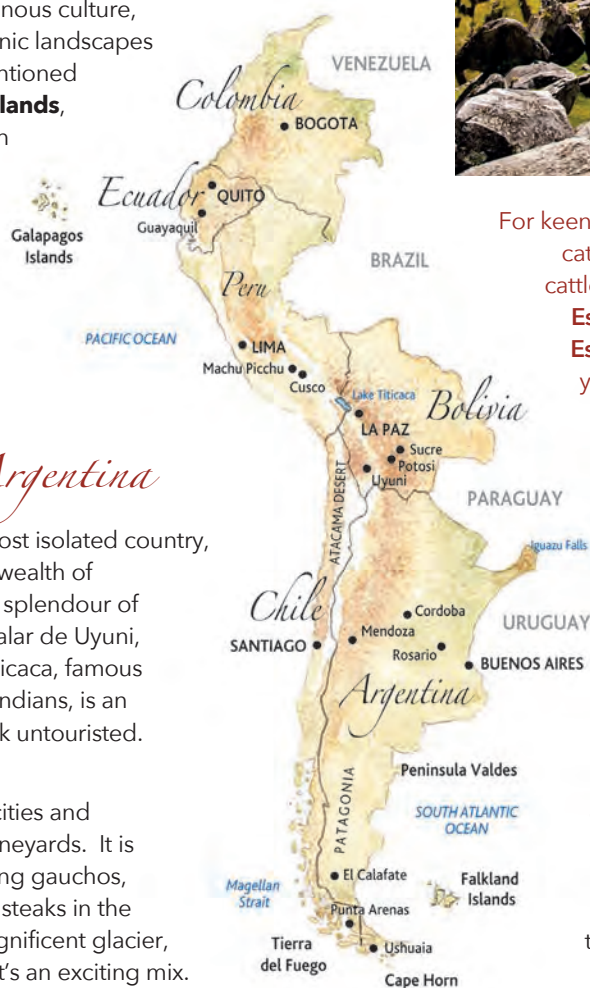 nous culture,
nic landscapes
ntioned
lands,
VENEZUELA
Colombia
BOGOTA
Ecuador
QUITO
Guayaquil
Galapagos
Islands
BRAZIL
Peru
PACIFIC OCEAN
LIMA
Machu Picchu
Cusco
Lake Titicaca
Bolivia
LA PAZ
Sucre
Potosi
Uyuni
ATACAMA DESERT
PARAGUAY
Iguazu Falls
Chile
Cordoba
URUGUAY
Mendoza
SANTIAGO
Rosario
BUENOS AIRES
Argentina
Peninsula Valdes
PATAGONIA
SOUTH ATLANTIC
OCEAN
El Calafate
Falkland
Islands
Magellan
Strait
Punta Arenas
Tierra
del Fuego
Ushuaia
Cape Horn
For keen
cat
cattle
Es
Es
y
Argentina
ost isolated country,
wealth of
splendour of
alar de Uyuni,
icaca, famous
ndians, is an
k untouristed.
cities and
neyards. It is
ng gauchos,
steaks in the
gnificent glacier,
t's an exciting mix.
t